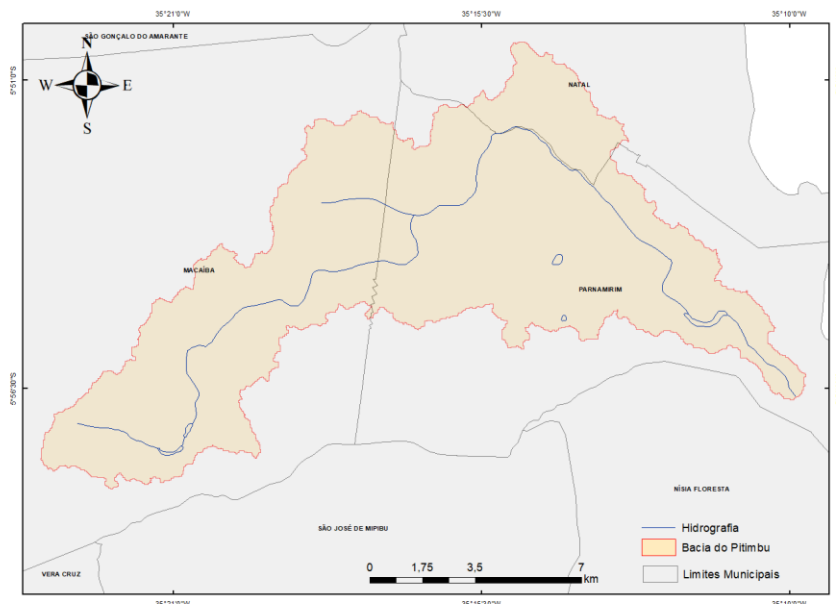 35°21'0"W
35°15'30"W
35°10'0"W
SÃO GONÇALO DO AMARANTE
N
W
E
S
5°51'0"S
NATAL
MACAÍBA
PARNAMIRIM
5°56'30"S
NÍSIA FLORESTA
SÃO JOSÉ DE MIPIBU
VERA CRUZ
Hidrografia
Bacia do Pitimbu
Limites Municipais
0
1,75
3,5
7
km